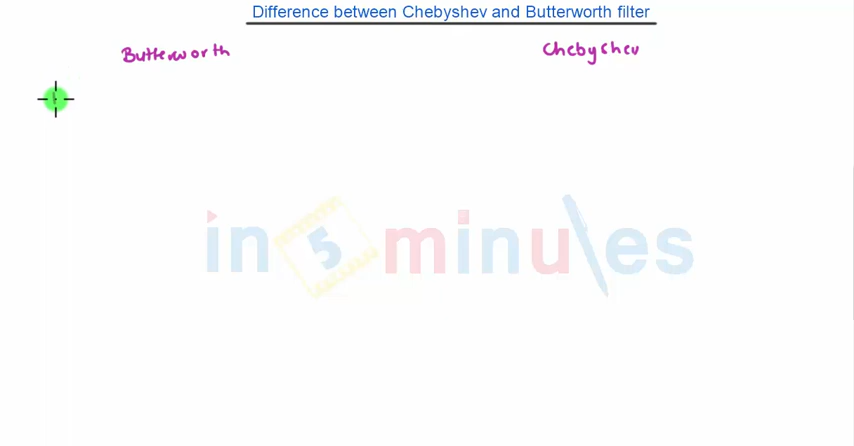 Difference between Chebyshev and Butterworth filter
Butterworth Chebyshev
in 5 minutes